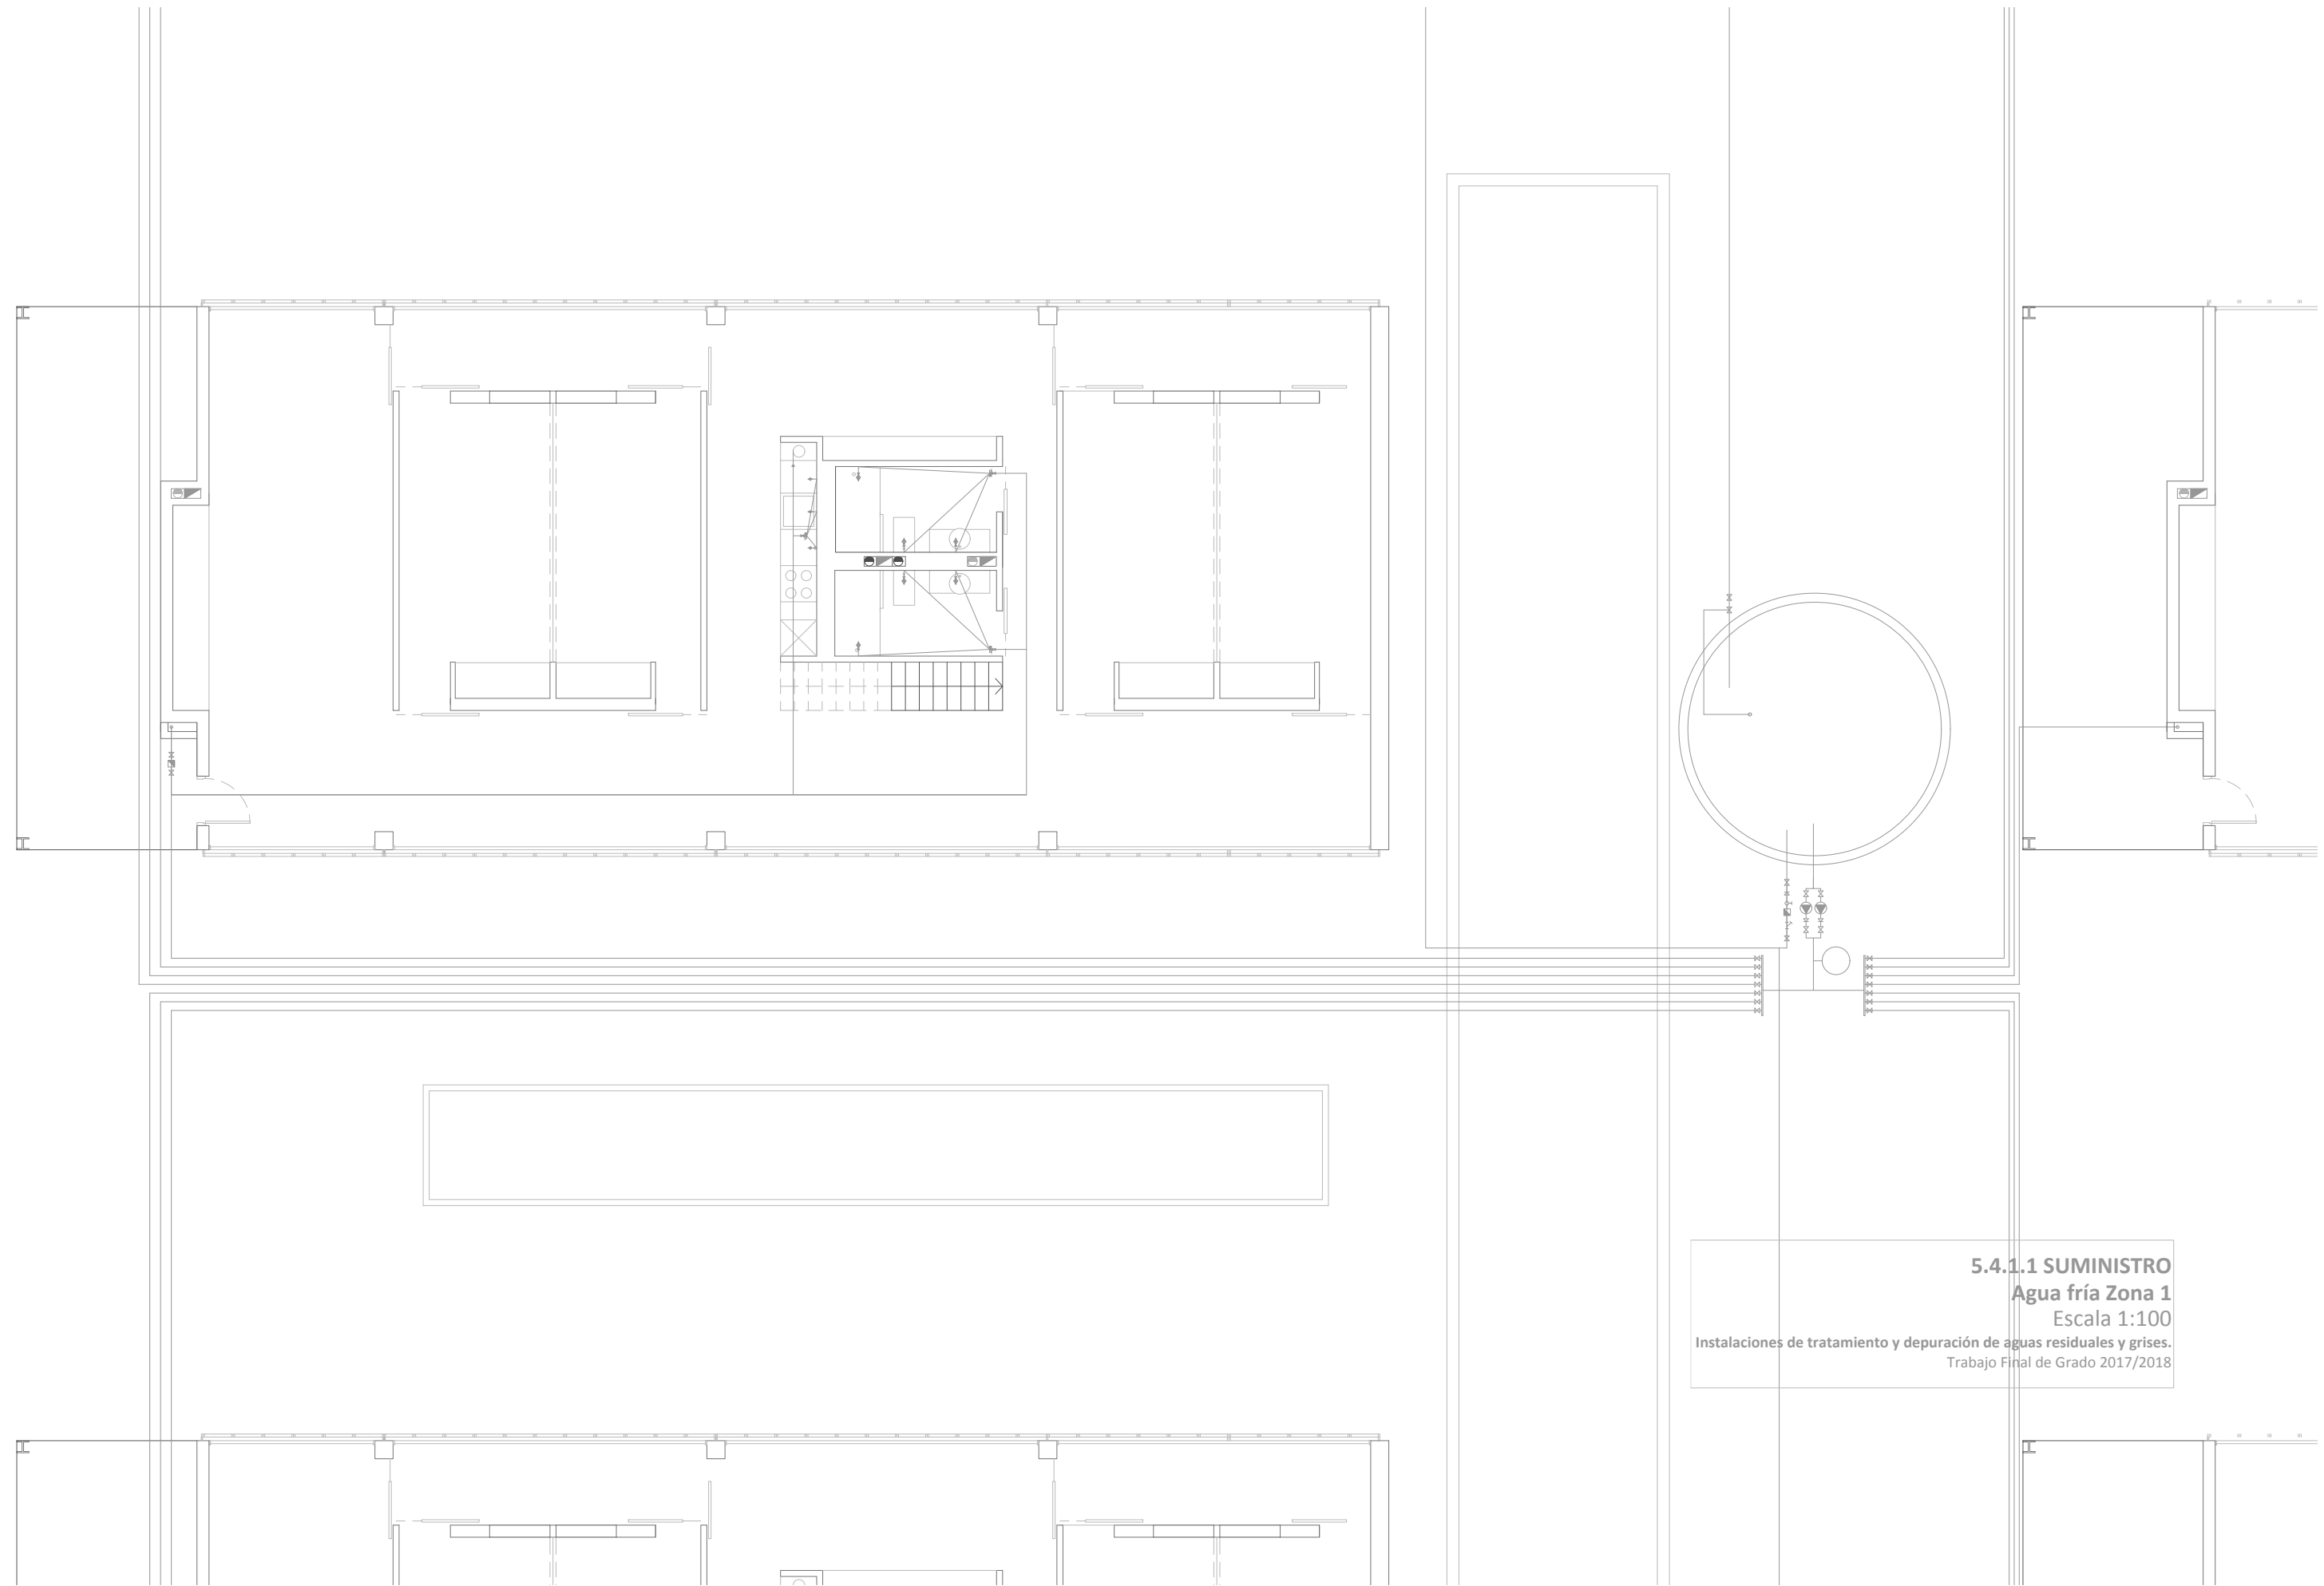 5.4.1.1 SUMINISTRO
Agua fría Zona 1
Escala 1:100
Instalaciones de tratamiento y depuración de aguas residuales y grises.
Trabajo Final de Grado 2017/2018